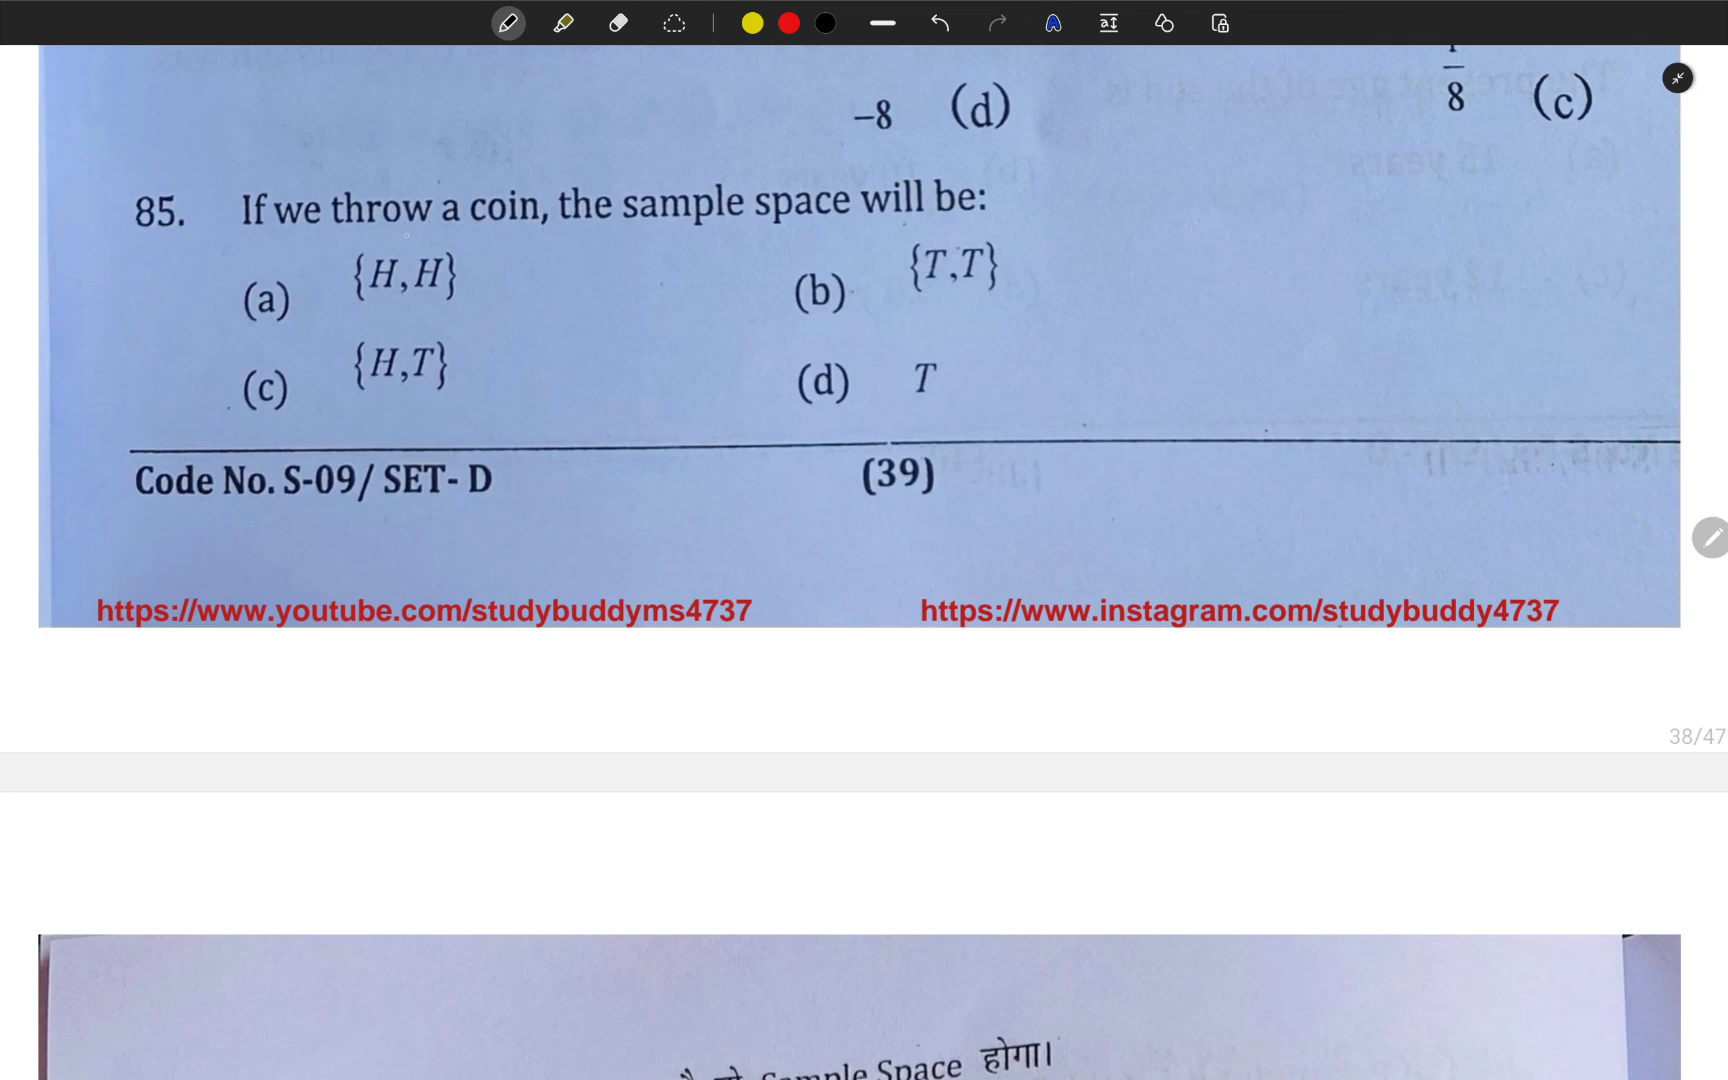 −8 (d)
8 (c)
85. If we throw a coin, the sample space will be:
(a) {H,H} (b) {T,T}
(c) {H,T} (d) T
Code No. S-09/ SET- D (39)
https://www.youtube.com/studybuddyms4737 https://www.instagram.com/studybuddy4737
38/47
Sample Space होगा।